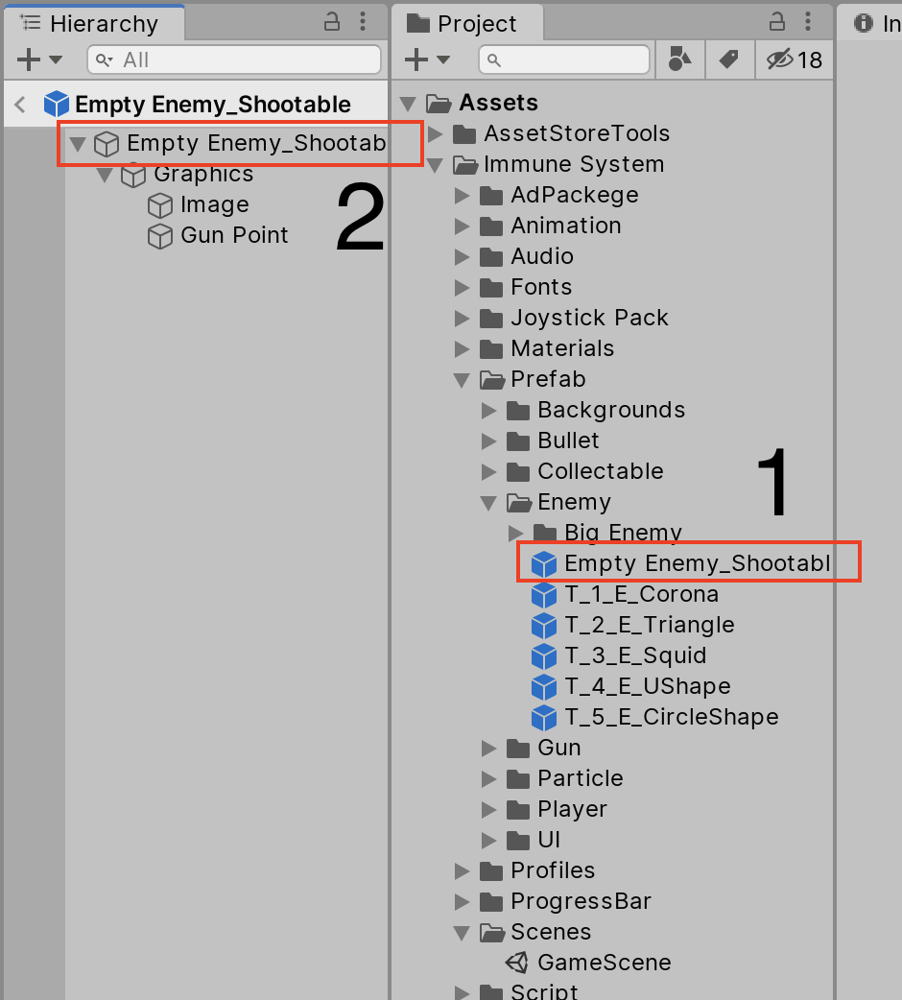 Hierarchy
All
Empty Enemy_Shootable
Empty Enemy_Shootab
Graphics
Image
Gun Point
2
Project
18
Assets
AssetStoreTools
Immune System
AdPackege
Animation
Audio
Fonts
Joystick Pack
Materials
Prefab
Backgrounds
Bullet
Collectable
1
Enemy
Big Enemy
Empty Enemy_Shootabl
T_1_E_Corona
T_2_E_Triangle
T_3_E_Squid
T_4_E_UShape
T_5_E_CircleShape
Gun
Particle
Player
UI
Profiles
ProgressBar
Scenes
GameScene
Script
In